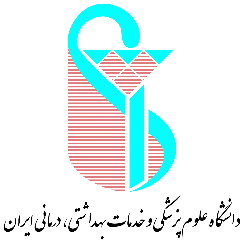 دانشگاه علوم پزشکی و خدمات بهداشتی، درمانی ایران